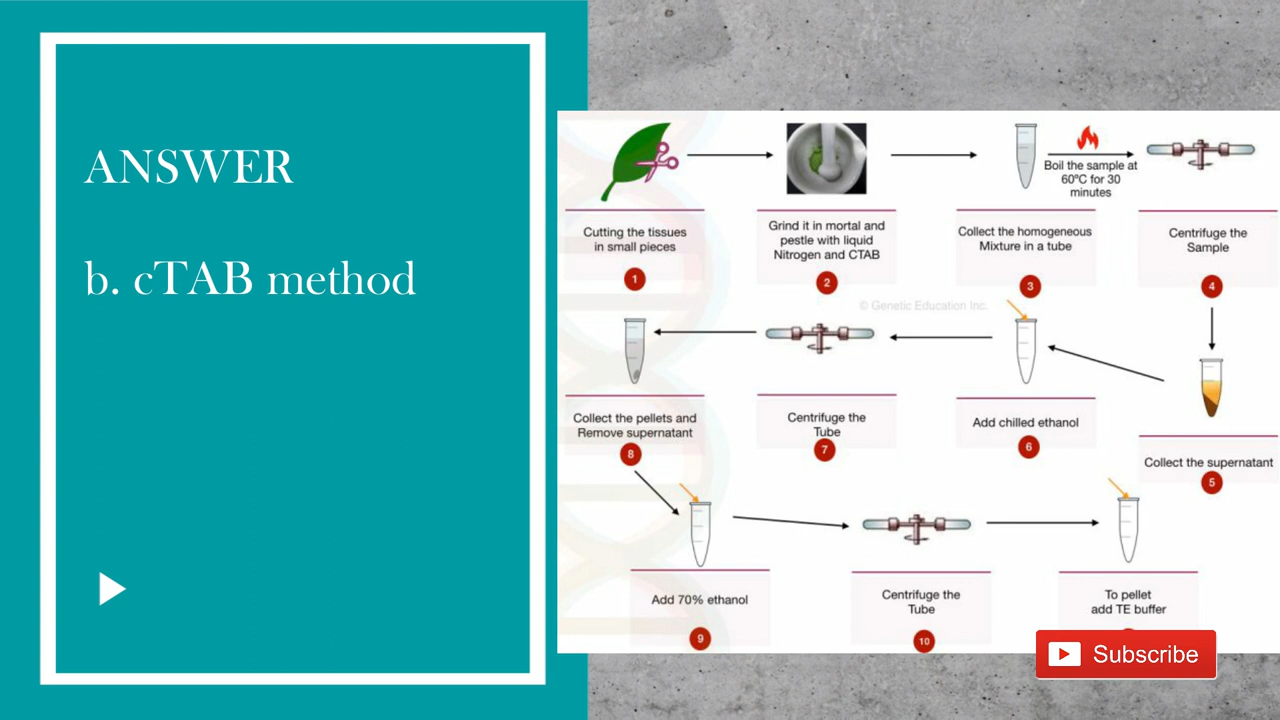 ANSWER
b. cTAB method
Boil the sample at
60°C for 30
minutes
Cutting the tissues
in small pieces
1
Grind it in mortar and
pestle with liquid
Nitrogen and CTAB
2
Collect the homogeneous
Mixture in a tube
3
Centrifuge the
Sample
4
© Genetic Education Inc.
Collect the supernatant
5
Add chilled ethanol
6
Centrifuge the
Tube
7
Collect the pellets and
Remove supernatant
8
Add 70% ethanol
9
Centrifuge the
Tube
10
To pellet
add TE buffer
Subscribe